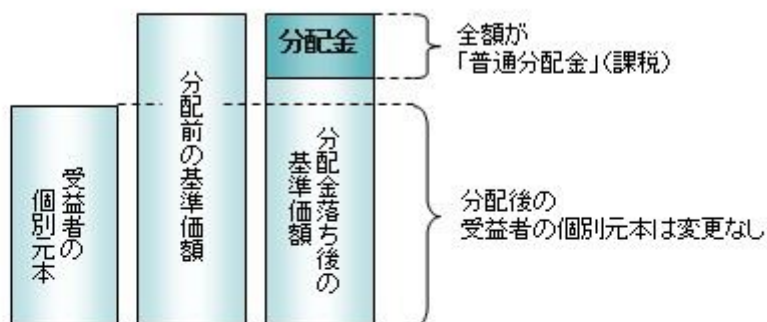 受益者の
個別元本
分配前の基準価額
分配金
分配金落ち後の
基準価額
全額が
「普通分配金」(課税)
分配後の
受益者の個別元本は変更なし